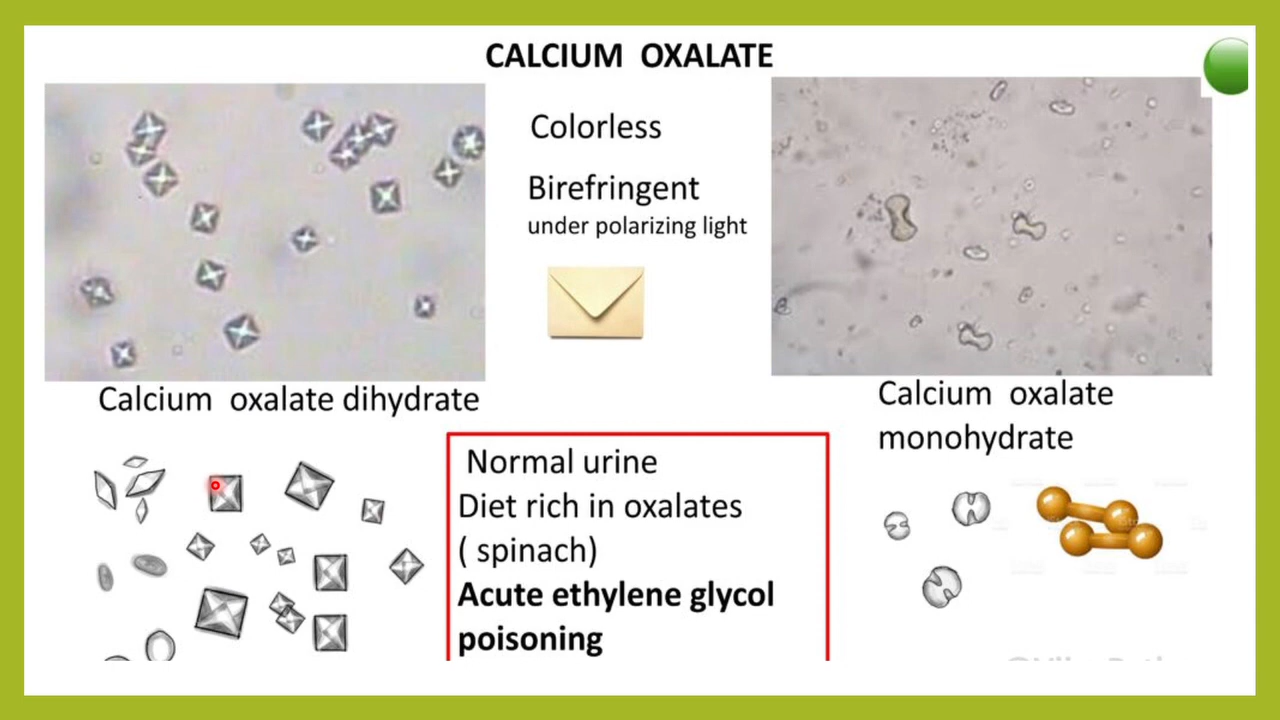 CALCIUM OXALATE
Colorless
Birefringent
under polarizing light
Calcium oxalate dihydrate
Calcium oxalate
monohydrate
Normal urine
Diet rich in oxalates
( spinach)
Acute ethylene glycol
poisoning